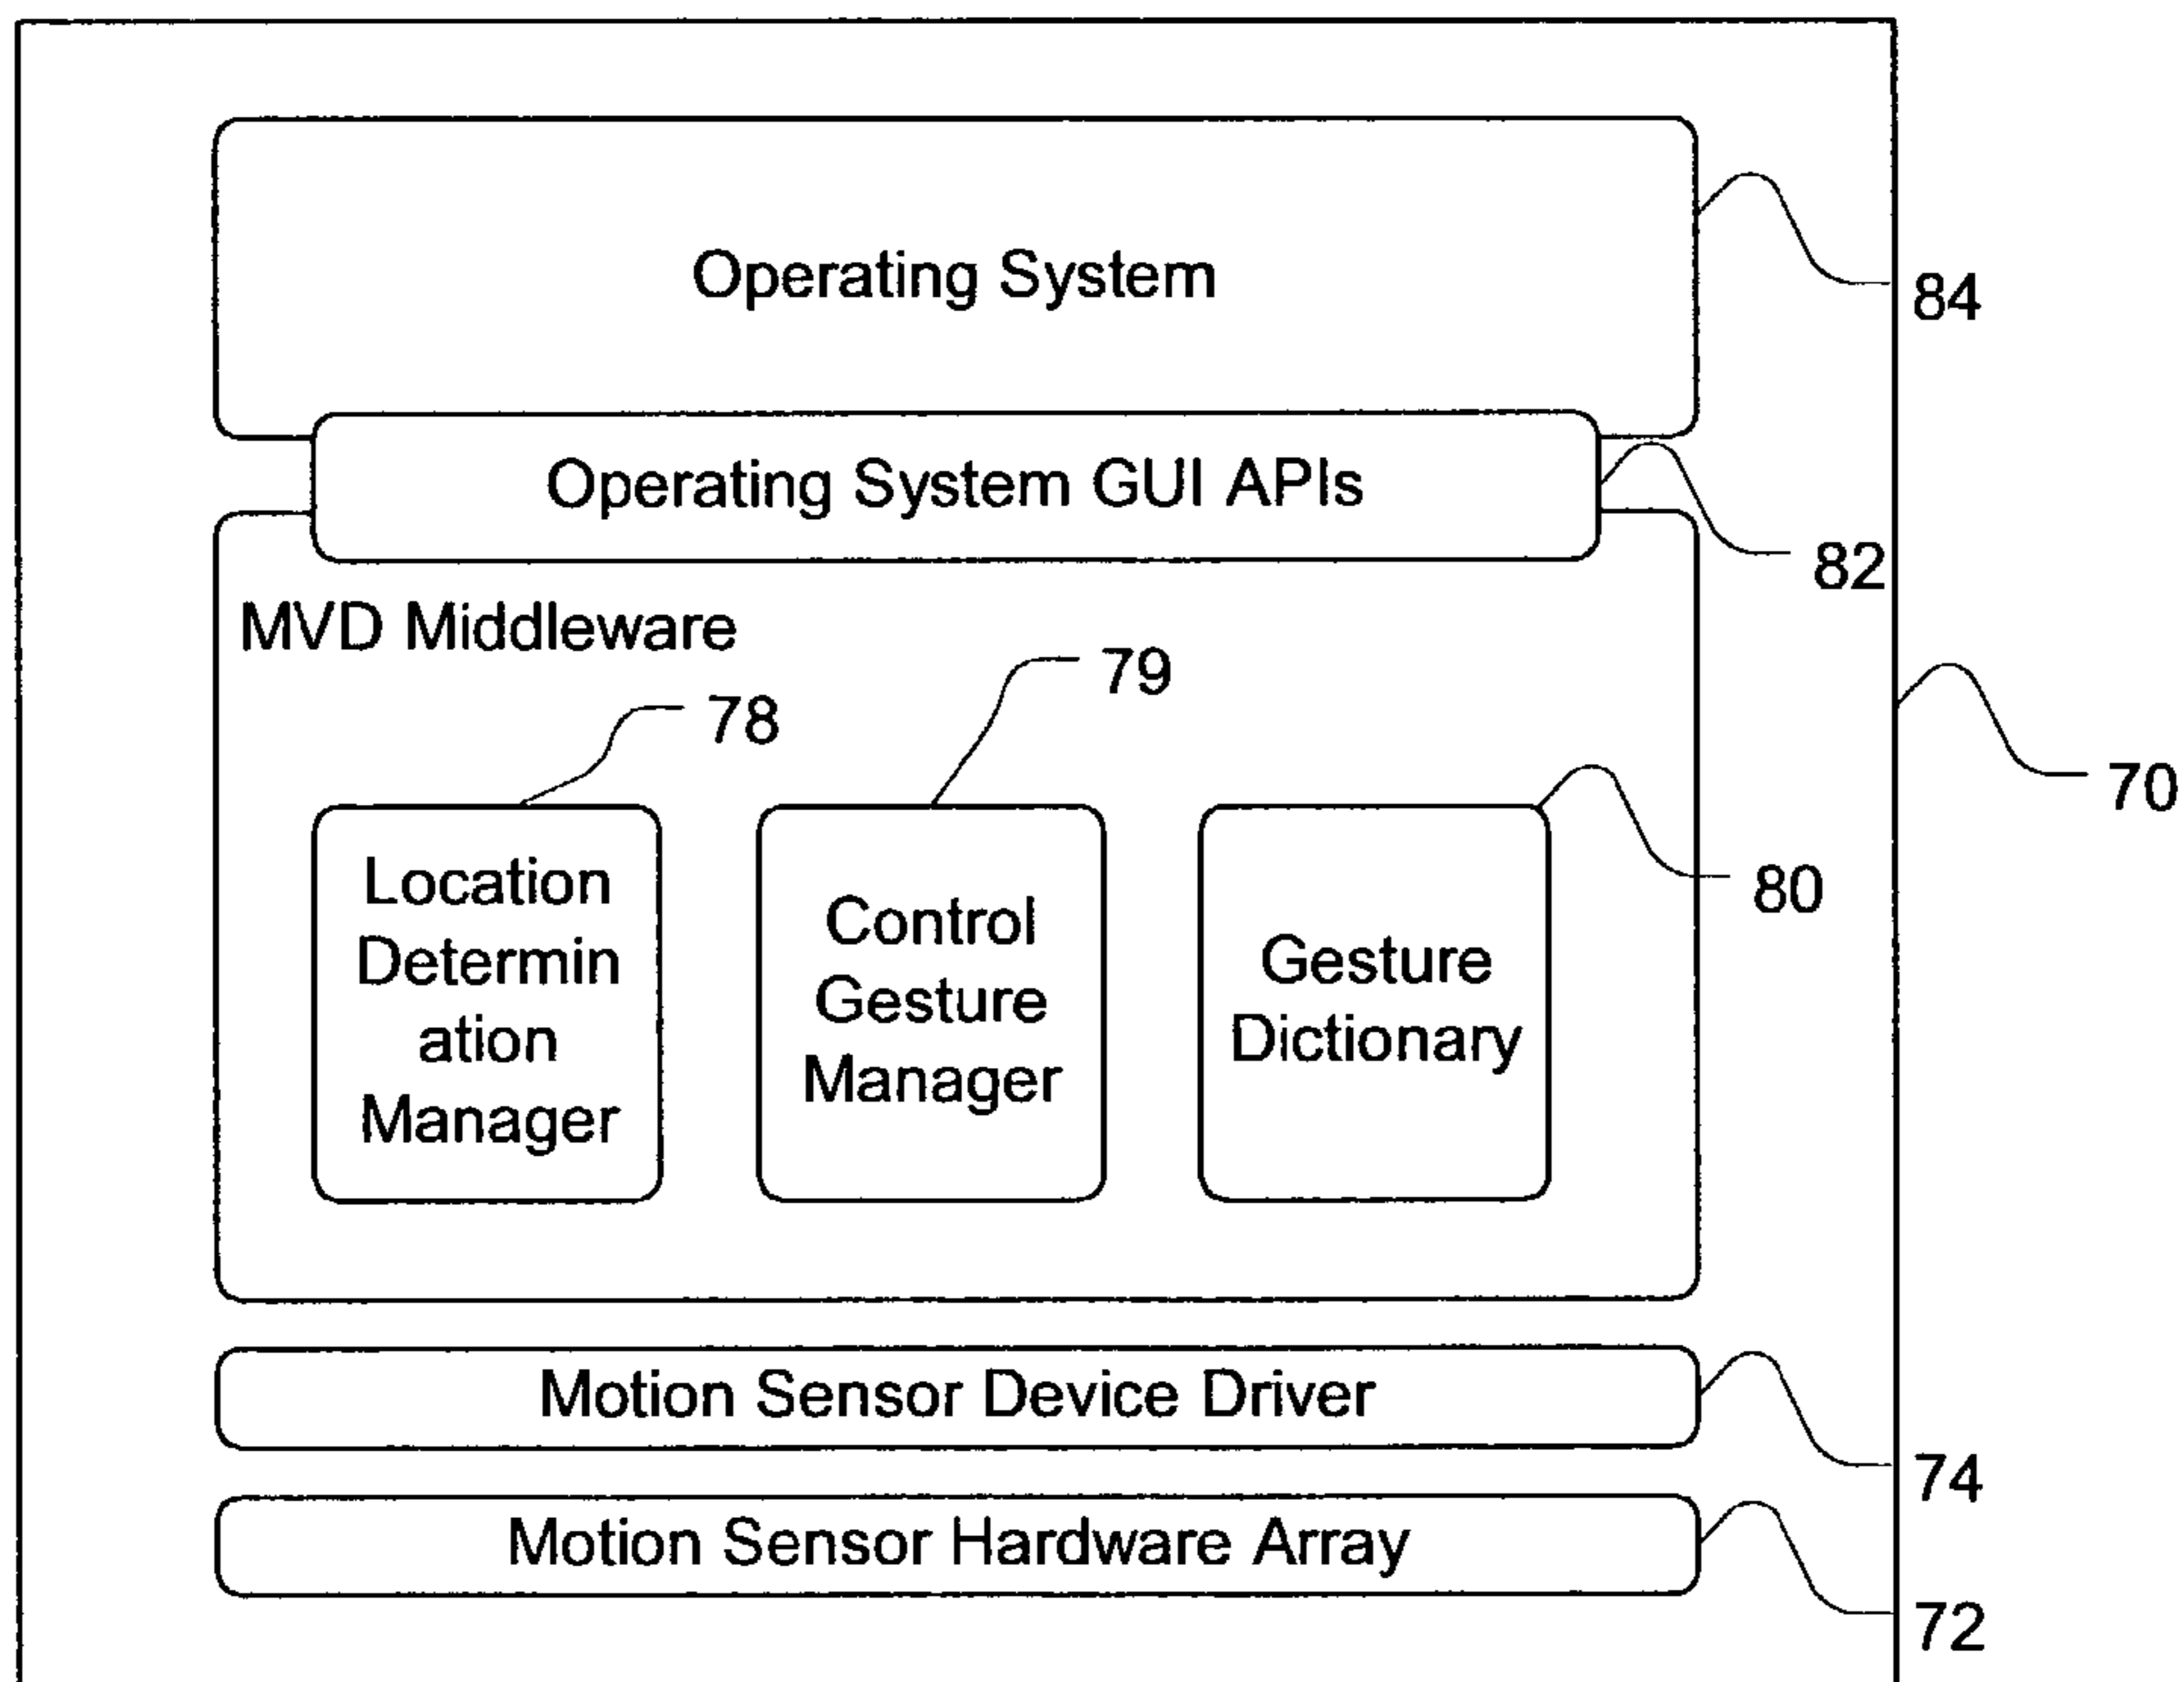 Operating System
84
Operating System GUI APIs
82
MVD Middleware
79
78
70
80
Location
Determin
ation
Manager
Control
Gesture
Manager
Gesture
Dictionary
Motion Sensor Device Driver
74
Motion Sensor Hardware Array
72